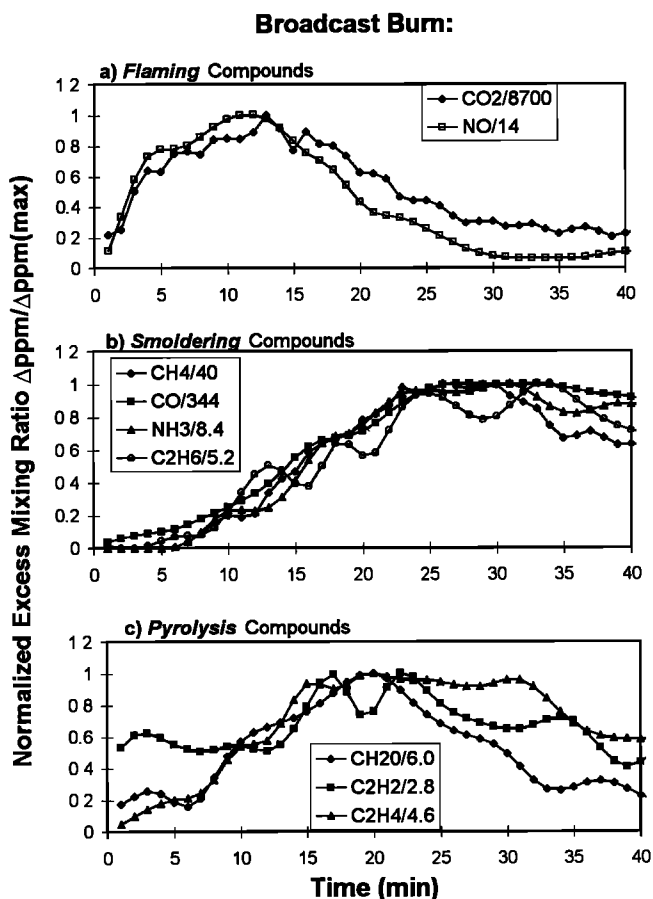 Broadcast Burn:
Normalized Excess Mixing Ratio Δppm/Δppm(max)
a) Flaming Compounds
CO2/8700
NO/14
1 2
1
0 8
0 6
0 4
0 2
0
0 5 10 15 20 25 30 35 40
b) Smoldering Compounds
CH4/40
CO/344
NH3/8.4
C2H6/5.2
1 2
1
0 8
0 6
0 4
0 2
0
0 5 10 15 20 25 30 35 40
c) Pyrolysis Compounds
CH20/6.0
C2H2/2.8
C2H4/4.6
1 2
1
0 8
0 6
0 4
0 2
0
0 5 10 15 20 25 30 35 40
Time (min)